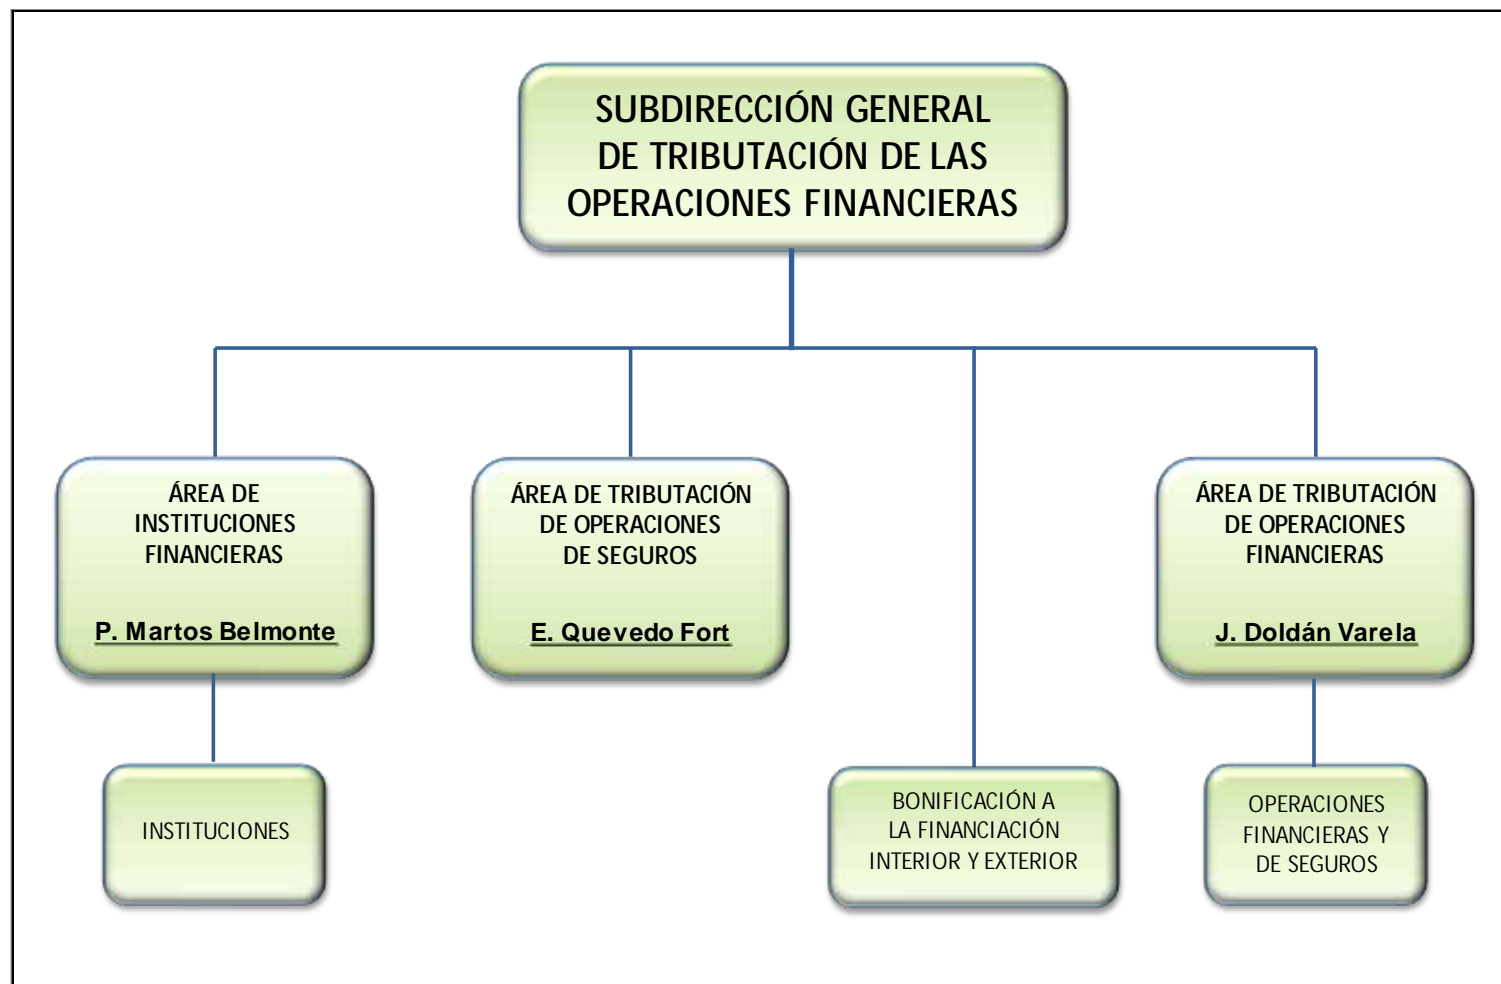 SUBDIRECCIÓN GENERAL
DE TRIBUTACIÓN DE LAS
OPERACIONES FINANCIERAS
ÁREA DE
INSTITUCIONES
FINANCIERAS
P. Martos Belmonte
ÁREA DE TRIBUTACIÓN
DE OPERACIONES
DE SEGUROS
E. Quevedo Fort
ÁREA DE TRIBUTACIÓN
DE OPERACIONES
FINANCIERAS
J. Doldán Varela
INSTITUCIONES
BONIFICACIÓN A
LA FINANCIACIÓN
INTERIOR Y EXTERIOR
OPERACIONES
FINANCIERAS Y
DE SEGUROS